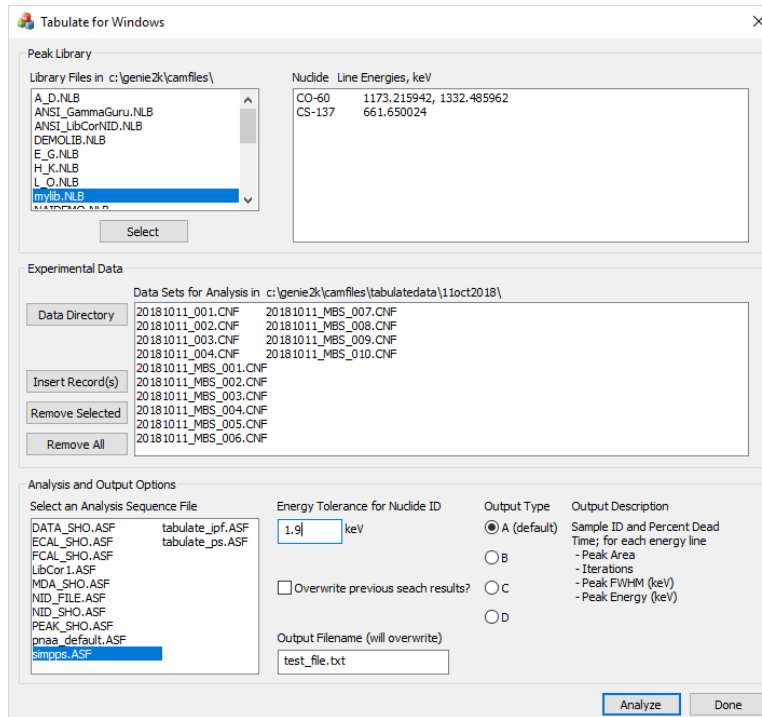 Tabulate for Windows
Peak Library
Library Files in c:\genie2k\camfiles\
A_D.NLB
ANSI_GammaGuru.NLB
ANSI_LibCorNID.NLB
DEMOLIB.NLB
E_G.NLB
H_K.NLB
L_O.NLB
mylib.NLB
NAIDEMO.NLB
Select
Nuclide Line Energies, keV
CO-60 1173.215942, 1332.485962
CS-137 661.650024
Experimental Data
Data Sets for Analysis in c:\genie2k\camfiles\tabulatedata\11oct2018\
Data Directory
Insert Record(s)
Remove Selected
Remove All
20181011_001.CNF 20181011_MBS_007.CNF
20181011_002.CNF 20181011_MBS_008.CNF
20181011_003.CNF 20181011_MBS_009.CNF
20181011_004.CNF 20181011_MBS_010.CNF
20181011_MBS_001.CNF
20181011_MBS_002.CNF
20181011_MBS_003.CNF
20181011_MBS_004.CNF
20181011_MBS_005.CNF
20181011_MBS_006.CNF
Analysis and Output Options
Select an Analysis Sequence File
DATA_SHO.ASF tabulate_ipf.ASF
ECAL_SHO.ASF tabulate_ps.ASF
FCAL_SHO.ASF
LibCor1.ASF
MDA_SHO.ASF
NID_FILE.ASF
NID_SHO.ASF
PEAK_SHO.ASF
pnaa_default.ASF
simpps.ASF
Energy Tolerance for Nuclide ID
1.9 keV
Overwrite previous seach results?
Output Filename (will overwrite)
test_file.txt
Output Type
A (default)
B
C
D
Output Description
Sample ID and Percent Dead
Time; for each energy line
- Peak Area
- Iterations
- Peak FWHM (keV)
- Peak Energy (keV)
Analyze
Done